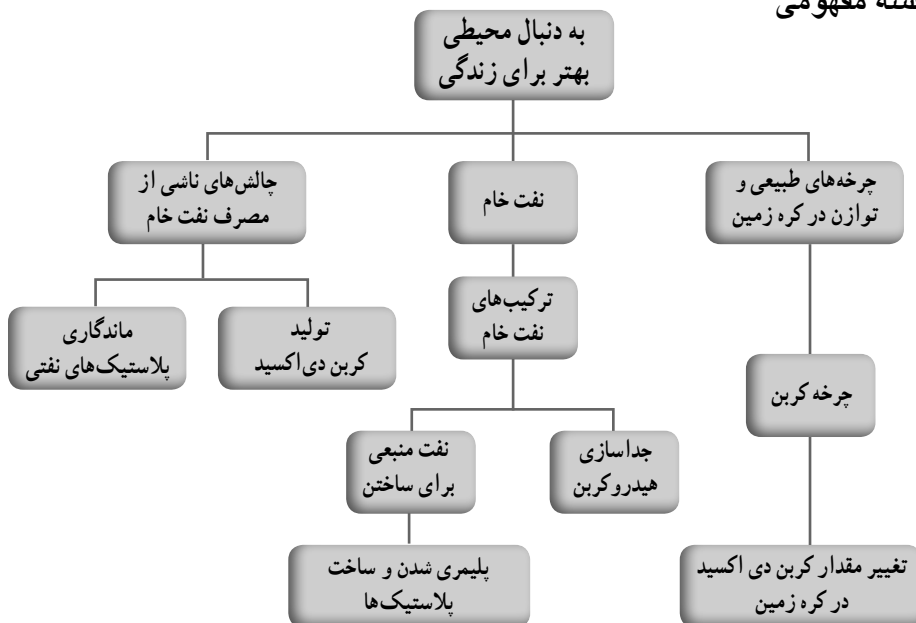 به دنبال محیطی
بهتر برای زندگی
چرخه‌های طبیعی و
توازن در کره زمین
نفت خام
چالش‌های ناشی از
مصرف نفت خام
ترکیب‌های
نفت خام
تولید
کربن دی‌اکسید
ماندگاری
پلاستیک‌های نفتی
چرخه کربن
جداسازی
هیدروکربن
نفت منبعی
برای ساختن
تغییر مقدار کربن دی اکسید
در کره زمین
پلیمری شدن و ساخت
پلاستیک‌ها